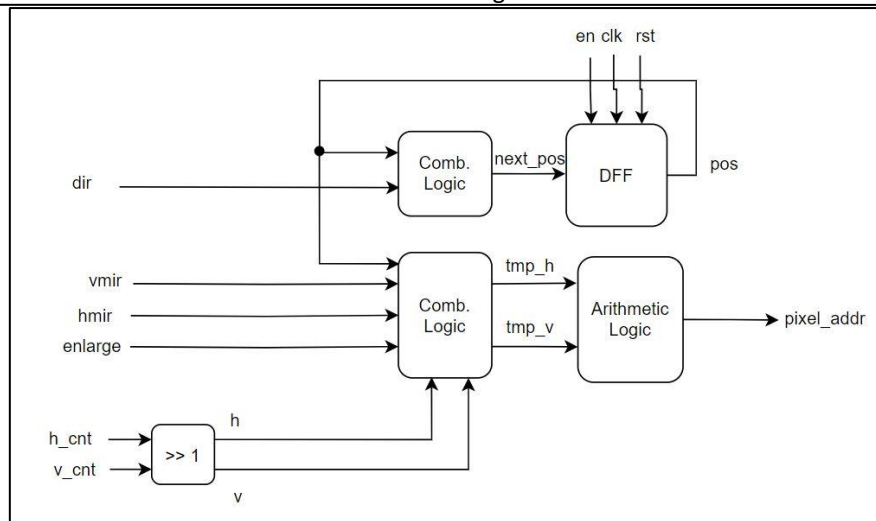 en clk rst
dir
Comb.
Logic
next_pos
DFF
pos
vmir
hmir
enlarge
Comb.
Logic
tmp_h
tmp_v
Arithmetic
Logic
pixel_addr
h_cnt
v_cnt
>> 1
h
v